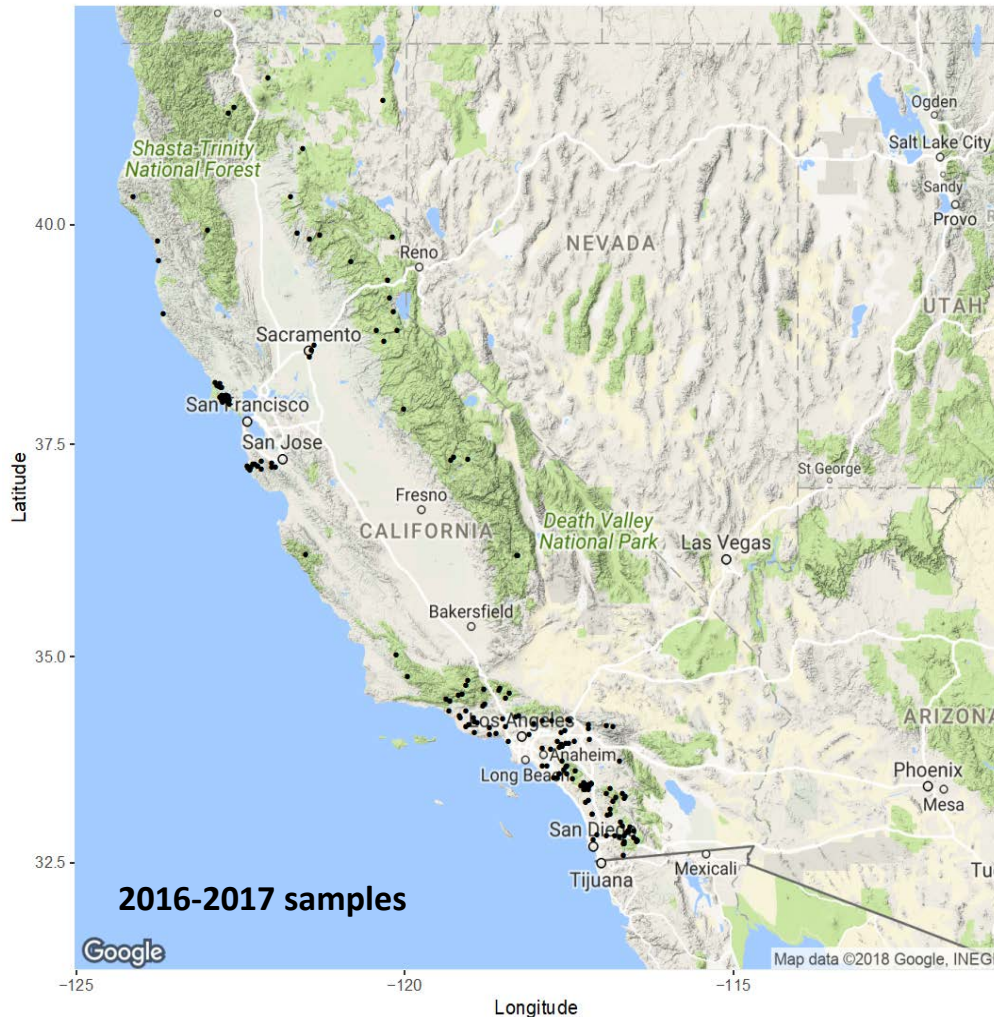 Ogden
Salt Lake City
Sandy
Provo
Shasta-Trinity
National Forest
40.0
Reno
NEVADA
UTAH
Sacramento
San Francisco
37.5
San Jose
St George
Fresno
CALIFORNIA
Death Valley
National Park
Las Vegas
Bakersfield
35.0
Los Angeles
ARIZONA
Anaheim
Long Beach
Phoenix
Mesa
San Diego
32.5
Tijuana
Mexicali
Tu
2016-2017 samples
Google
Map data ©2018 Google, INEGI
-125
-120
-115
Longitude
Latitude